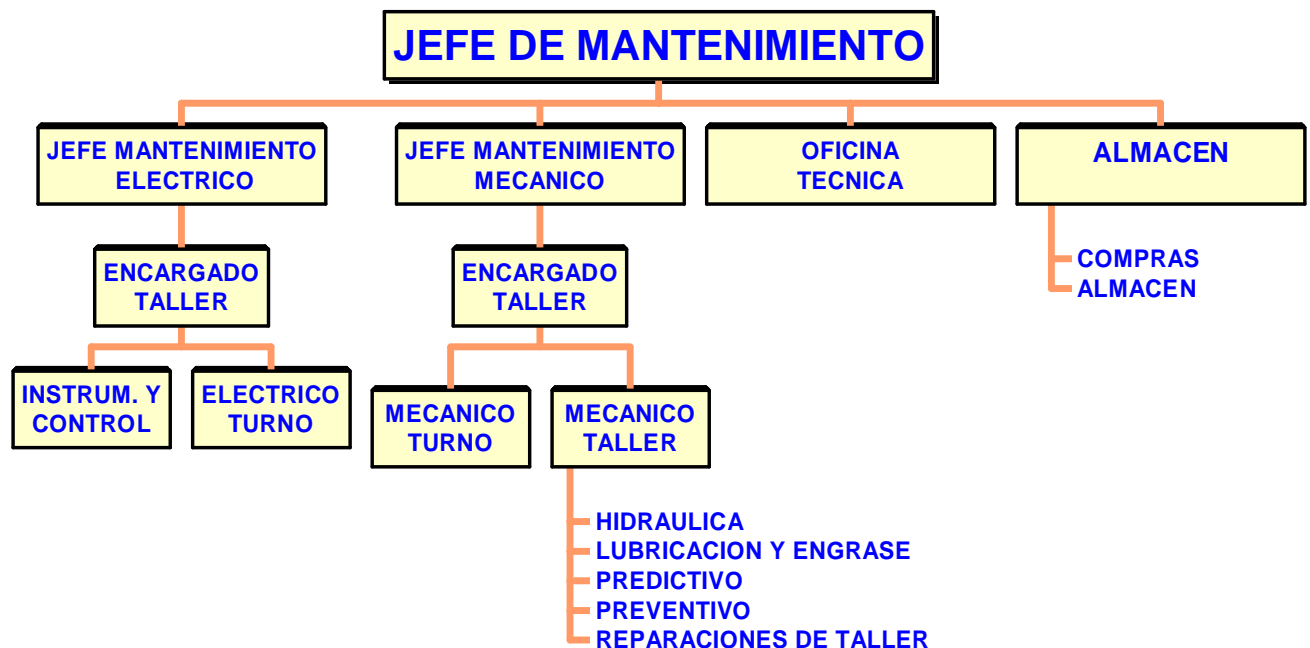 JEFE DE MANTENIMIENTO
JEFE MANTENIMIENTO
ELECTRICO
JEFE MANTENIMIENTO
MECANICO
OFICINA
TECNICA
ALMACEN
ENCARGADO
TALLER
ENCARGADO
TALLER
COMPRAS
ALMACEN
INSTRUM. Y
CONTROL
ELECTRICO
TURNO
MECANICO
TURNO
MECANICO
TALLER
HIDRAULICA
LUBRICACION Y ENGRASE
PREDICTIVO
PREVENTIVO
REPARACIONES DE TALLER